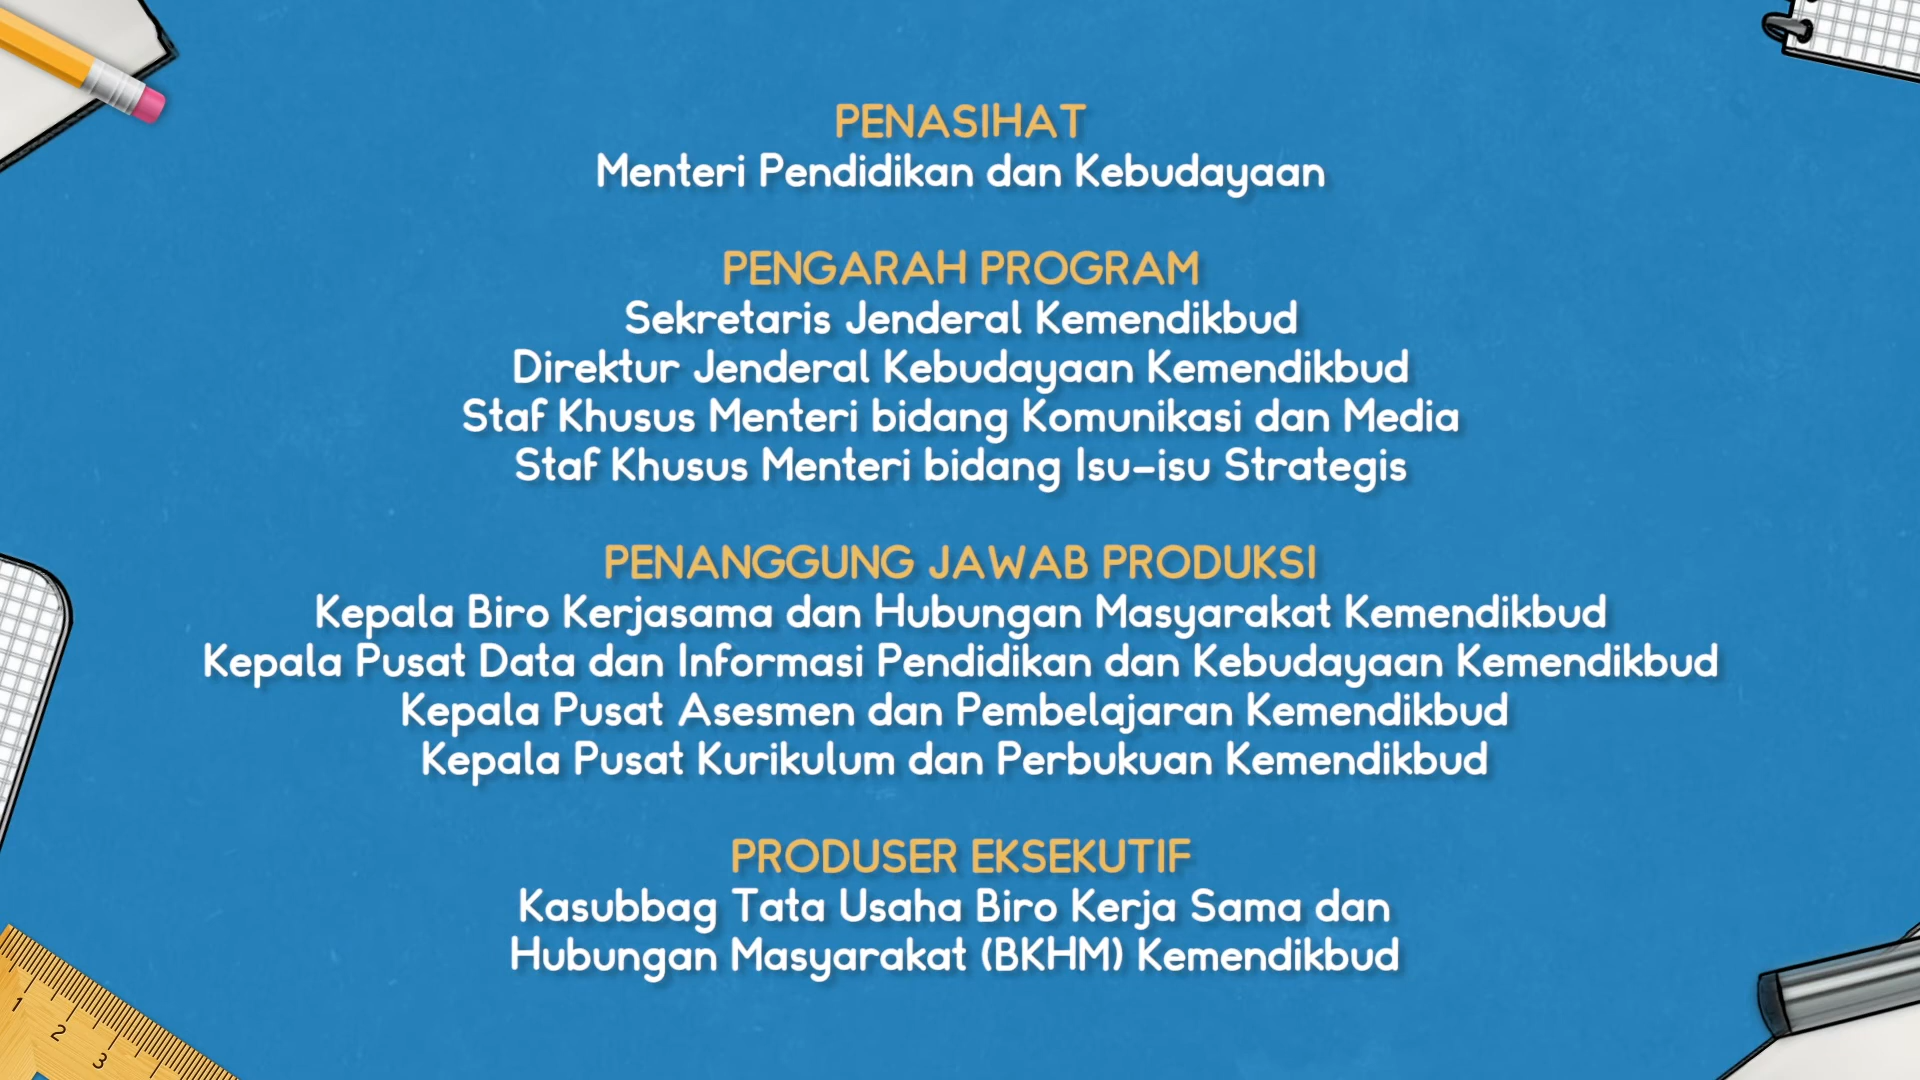 PENASIHAT
Menteri Pendidikan dan Kebudayaan
PENGARAH PROGRAM
Sekretaris Jenderal Kemendikbud
Direktur Jenderal Kebudayaan Kemendikbud
Staf Khusus Menteri bidang Komunikasi dan Media
Staf Khusus Menteri bidang Isu-isu Strategis
PENANGGUNG JAWAB PRODUKSI
Kepala Biro Kerjasama dan Hubungan Masyarakat Kemendikbud
Kepala Pusat Data dan Informasi Pendidikan dan Kebudayaan Kemendikbud
Kepala Pusat Asesmen dan Pembelajaran Kemendikbud
Kepala Pusat Kurikulum dan Perbukuan Kemendikbud
PRODUSER EKSEKUTIF
Kasubbag Tata Usaha Biro Kerja Sama dan
Hubungan Masyarakat (BKHM) Kemendikbud
1
2
3